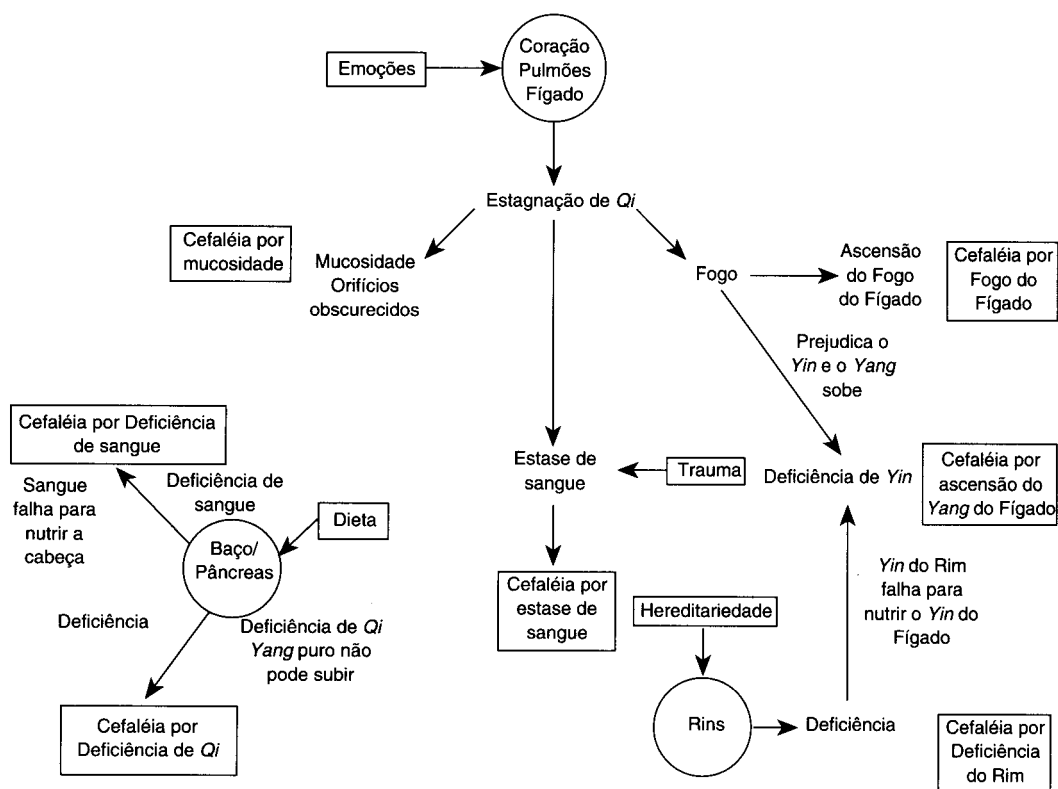 Emoções
Coração
Pulmões
Fígado
Estagnação de Qi
Cefaléia por
mucosidade
Mucosidade
Orifícios
obscurecidos
Fogo
Ascensão
do Fogo
do Fígado
Cefaléia por
Fogo do
Fígado
Prejudica o
Yin e o Yang
sobe
Cefaléia por Deficiência
de sangue
Sangue
falha para
nutrir a
cabeça
Deficiência de
sangue
Dieta
Baço/
Pâncreas
Deficiência
Deficiência de Qi
Yang puro não
pode subir
Cefaléia por
Deficiência de Qi
Estase de
sangue
Trauma
Deficiência de Yin
Cefaléia por
ascensão do
Yang do Fígado
Cefaléia por
estase de
sangue
Hereditariedade
Yin do Rim
falha para
nutrir o Yin do
Fígado
Rins
Deficiência
Cefaléia por
Deficiência
do Rim